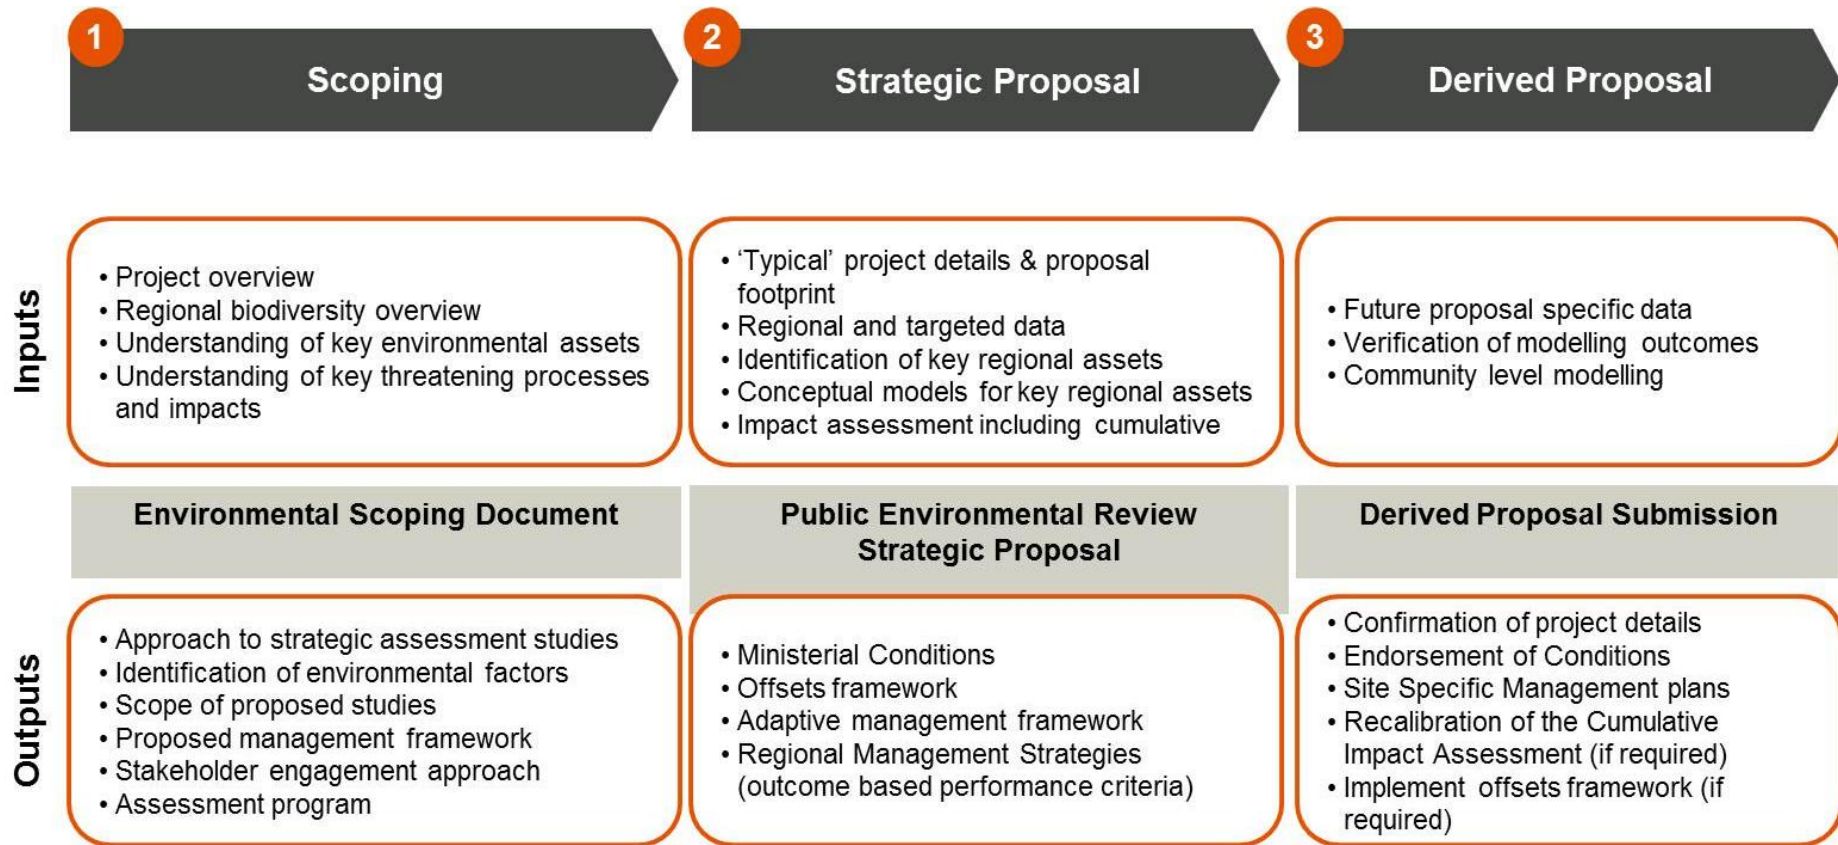 1
Scoping
2
Strategic Proposal
3
Derived Proposal
Inputs
• Project overview
• Regional biodiversity overview
• Understanding of key environmental assets
• Understanding of key threatening processes
and impacts
• ‘Typical’ project details & proposal
footprint
• Regional and targeted data
• Identification of key regional assets
• Conceptual models for key regional assets
• Impact assessment including cumulative
• Future proposal specific data
• Verification of modelling outcomes
• Community level modelling
Environmental Scoping Document
Public Environmental Review
Strategic Proposal
Derived Proposal Submission
Outputs
• Approach to strategic assessment studies
• Identification of environmental factors
• Scope of proposed studies
• Proposed management framework
• Stakeholder engagement approach
• Assessment program
• Ministerial Conditions
• Offsets framework
• Adaptive management framework
• Regional Management Strategies
(outcome based performance criteria)
• Confirmation of project details
• Endorsement of Conditions
• Site Specific Management plans
• Recalibration of the Cumulative
Impact Assessment (if required)
• Implement offsets framework (if
required)